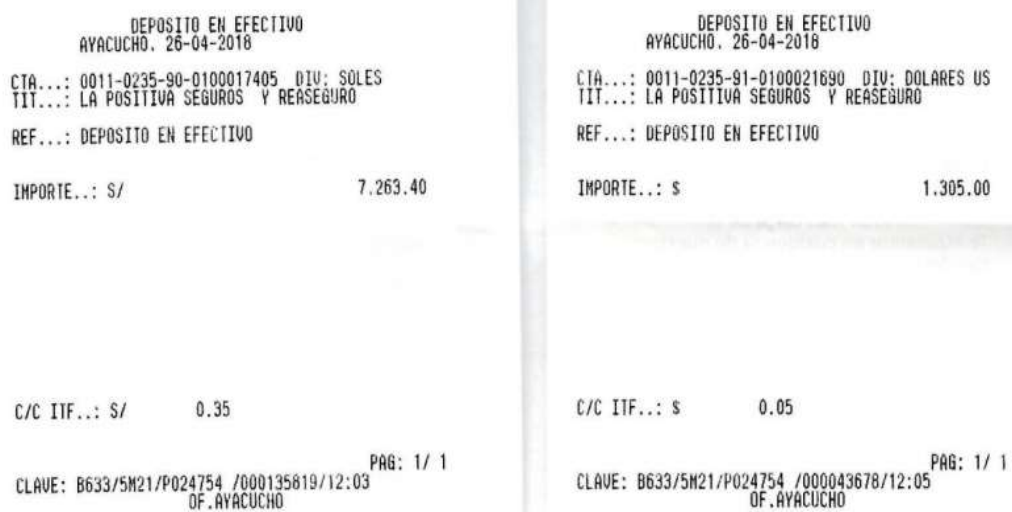 DEPOSITO EN EFECTIVO
AYACUCHO. 26-04-2018
CTA...: 0011-0235-90-0100017405 DIV: SOLES
TIT...: LA POSITIVA SEGUROS Y REASEGURO
REF...: DEPOSITO EN EFECTIVO
IMPORTE..: S/ 7.263.40
C/C ITF..: S/ 0.35
PAG: 1/ 1
CLAVE: B633/5M21/P024754 /000135819/12:03
OF.AYACUCHO
DEPOSITO EN EFECTIVO
AYACUCHO. 26-04-2018
CTA...: 0011-0235-91-0100021690 DIV: DOLARES US
TIT...: LA POSITIVA SEGUROS Y REASEGURO
REF...: DEPOSITO EN EFECTIVO
IMPORTE..: $ 1.305.00
C/C ITF..: $ 0.05
PAG: 1/ 1
CLAVE: B633/5M21/P024754 /000043678/12:05
OF.AYACUCHO